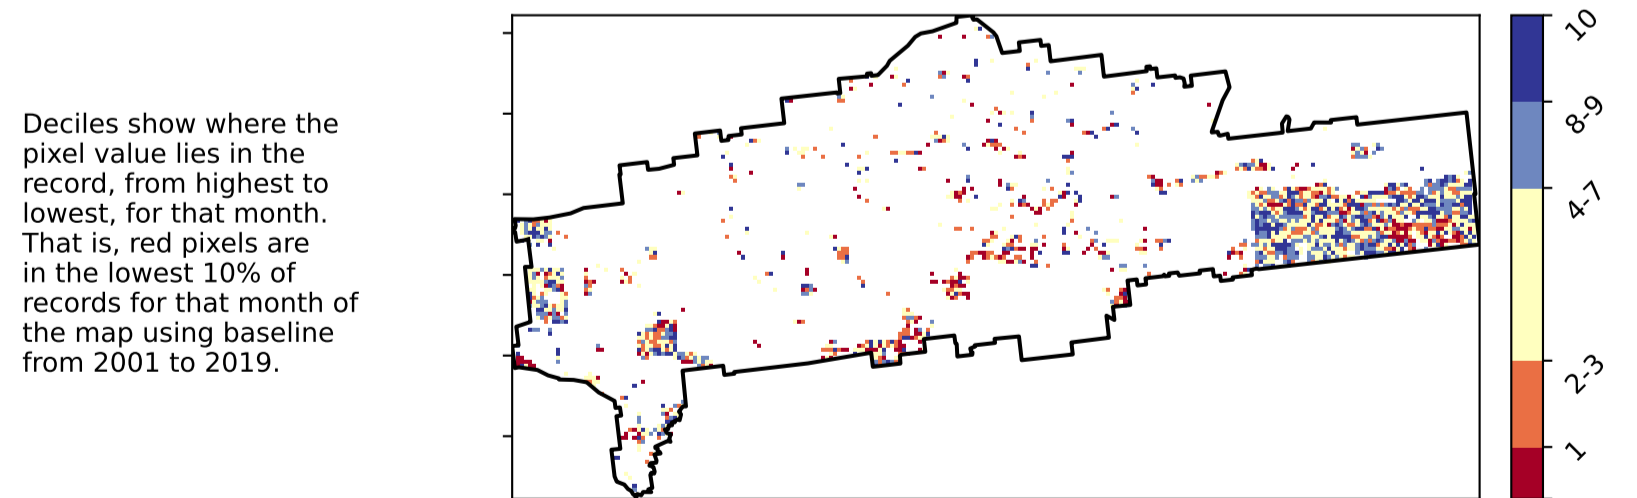 Deciles show where the
pixel value lies in the
record, from highest to
lowest, for that month.
That is, red pixels are
in the lowest 10% of
records for that month of
the map using baseline
from 2001 to 2019.
10
8-9
4-7
2-3
1